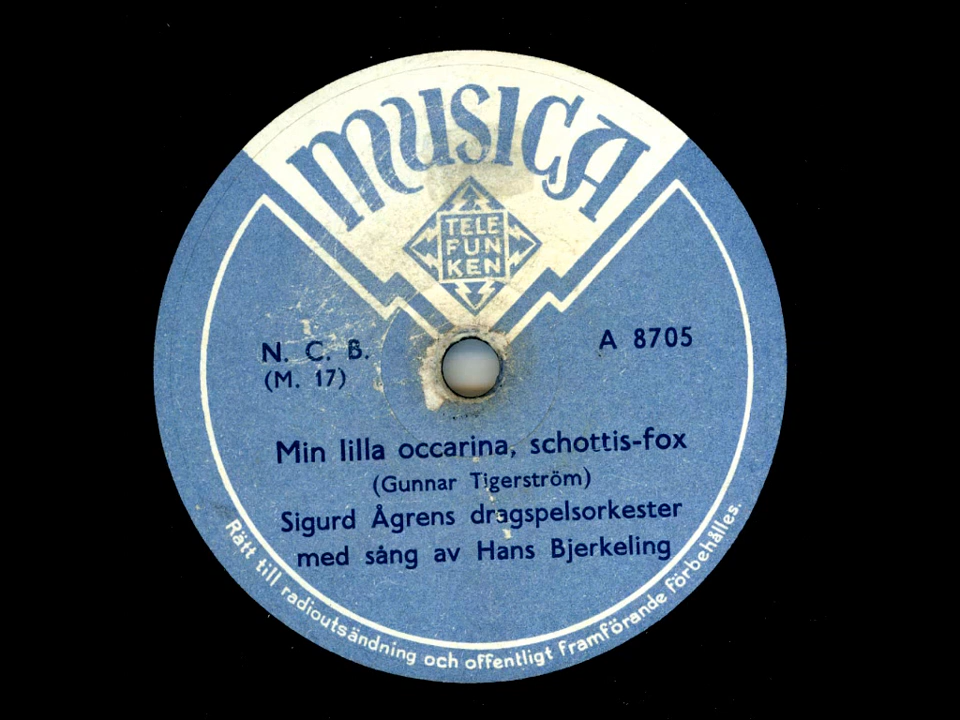 MUSICA
TELE
FUN
KEN
N. C. B.
(M. 17)
A 8705
Min lilla occarina, schottis-fox
(Gunnar Tigerström)
Sigurd Ågrens dragspelsorkester
med sång av Hans Bjerkeling
Rätt till radioutsändning och offentligt framförande förbehålles.